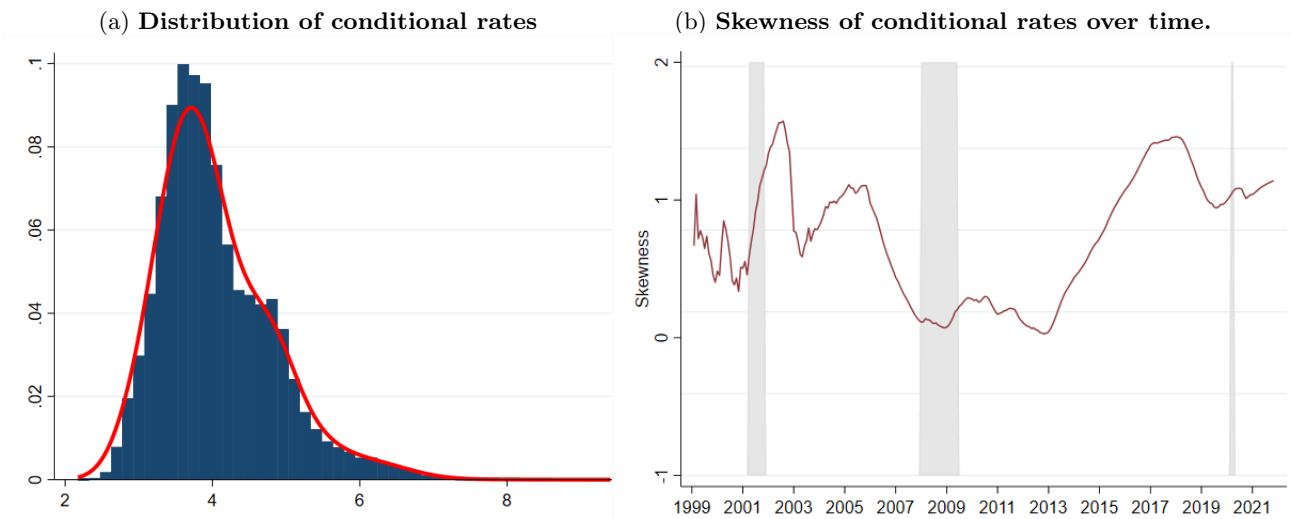 (a) Distribution of conditional rates
(b) Skewness of conditional rates over time.
.1
.08
.06
.04
.02
0
2 4 6 8
Skewness
2
1
0
-1
1999 2001 2003 2005 2007 2009 2011 2013 2015 2017 2019 2021